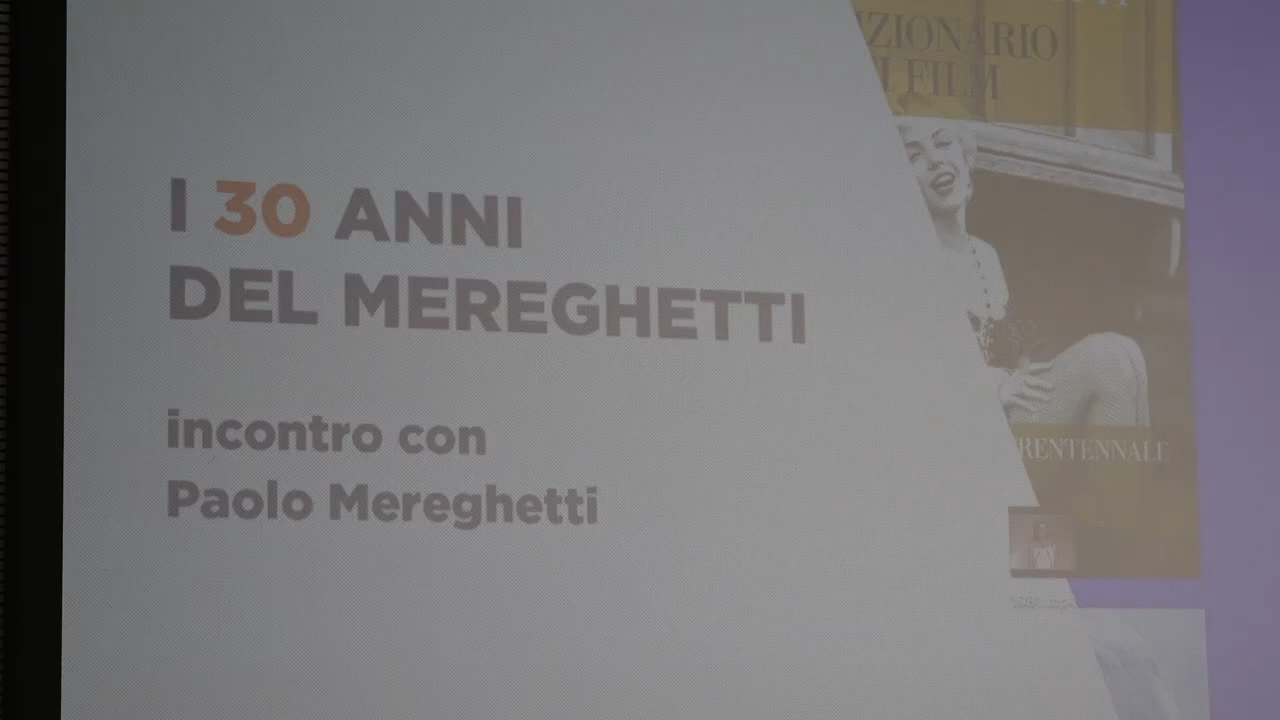 I 30 ANNI
DEL MEREGHETTI
incontro con
Paolo Mereghetti
IZIONARIO
I FILM
RENTENNALE